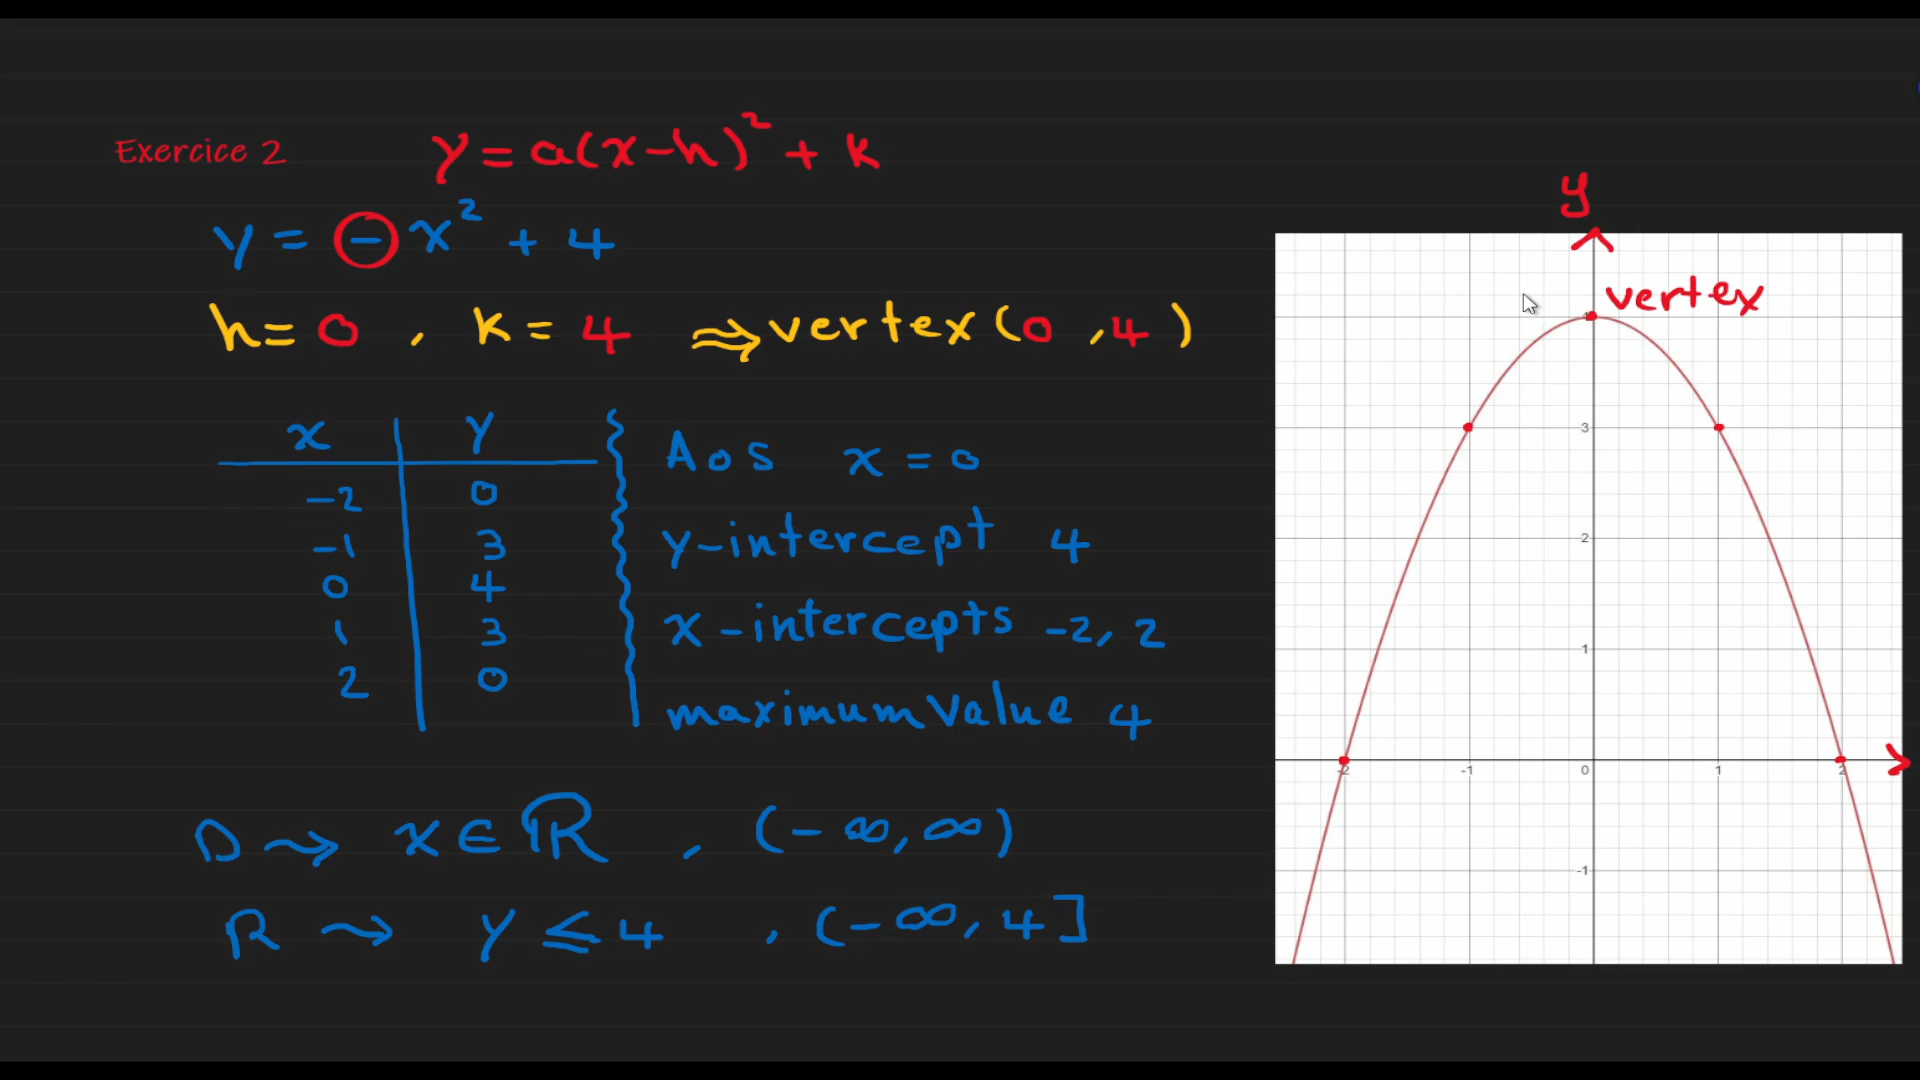 Exercice 2
y = a(x-h)² + k
y = -x² + 4
h = 0 , k = 4 ⇒ vertex (0 ,4)
x y
-2 0
-1 3
0 4
1 3
2 0
AOS x = 0
y-intercept 4
x-intercepts -2, 2
maximum value 4
D → x ∈ ℝ , (-∞, ∞)
R → y ≤ 4 , (-∞, 4]
y
vertex
4
3
2
1
-2 -1 0 1 2
-1